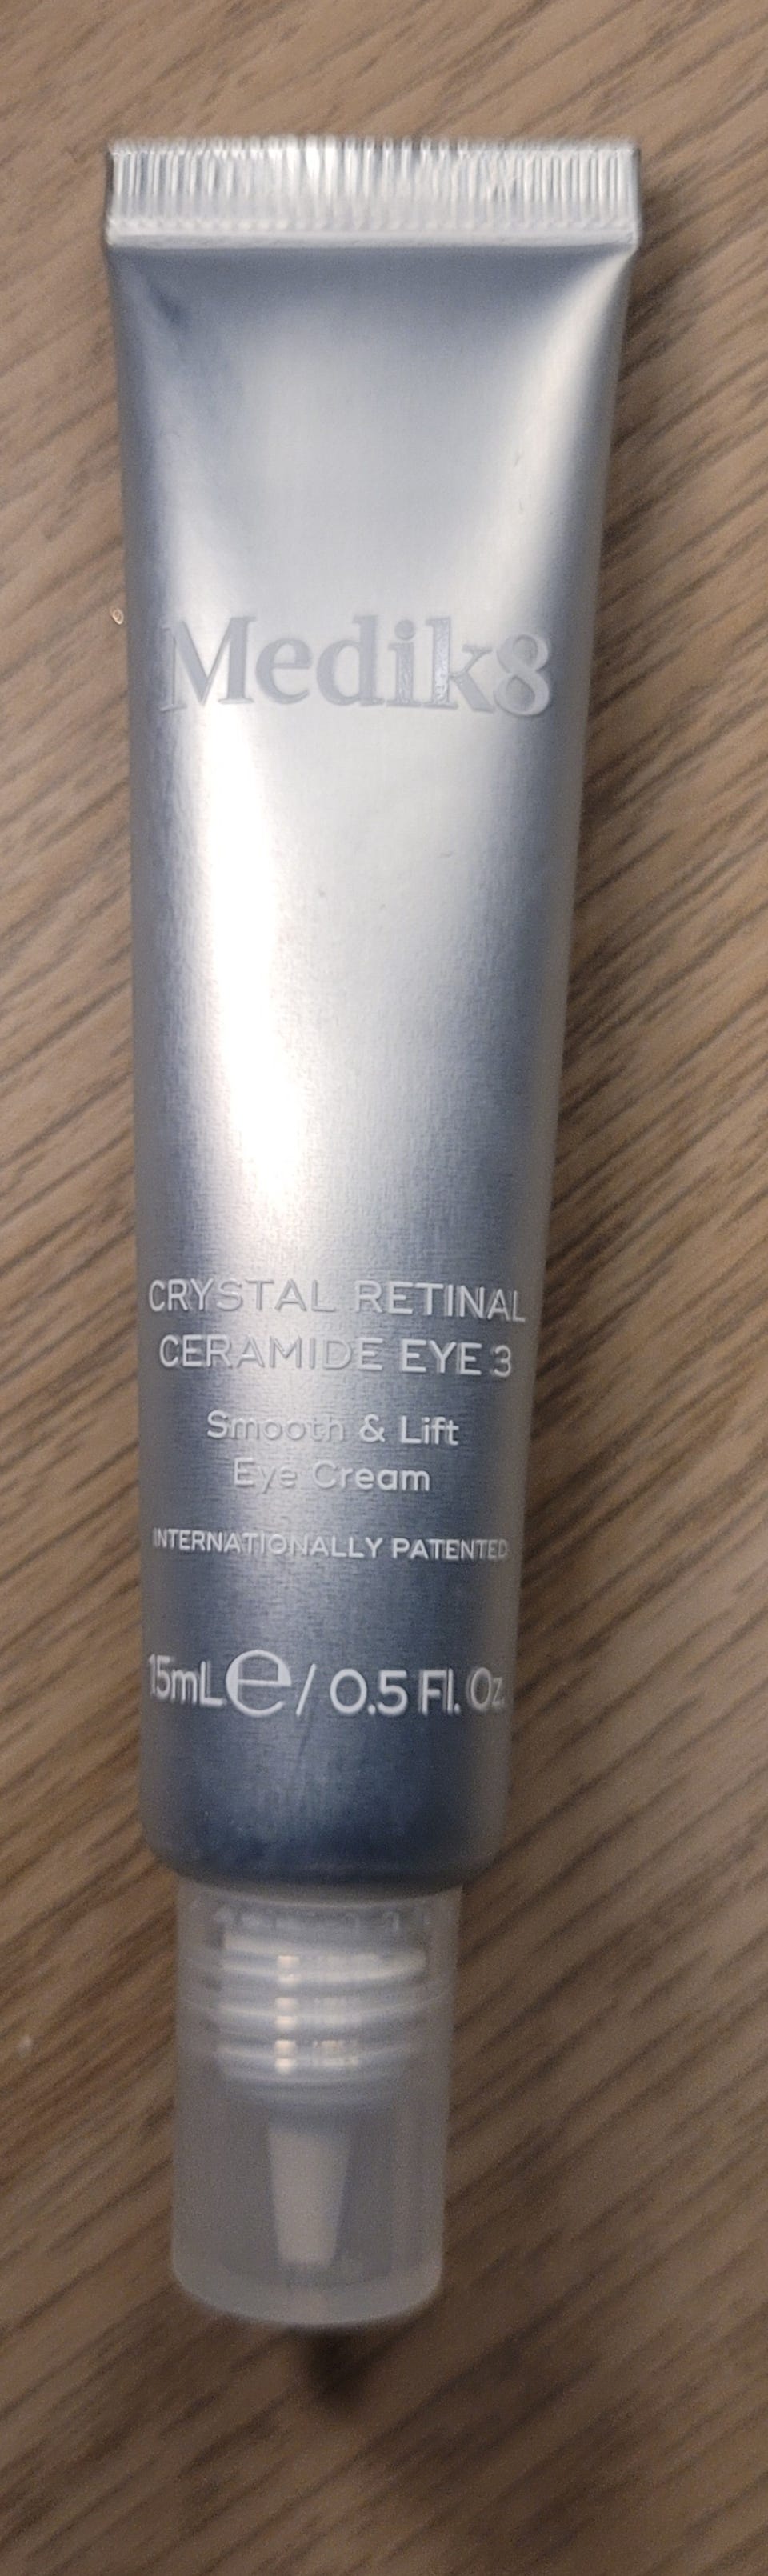 Medik8
CRYSTAL RETINAL
CERAMIDE EYE 3
Smooth & Lift
Eye Cream
INTERNATIONALLY PATENTED
15mL e / 0.5 Fl. Oz.